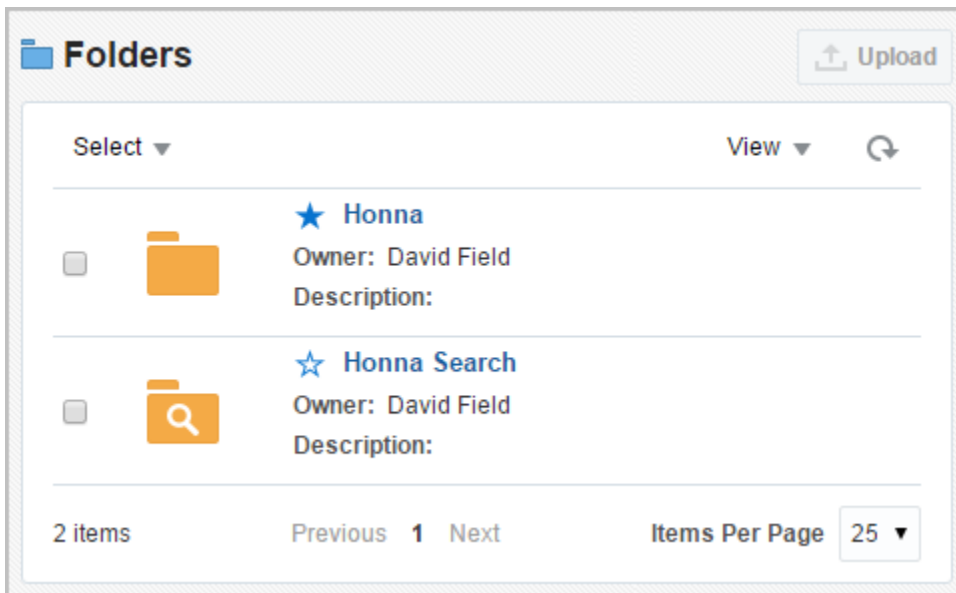 Folders
Upload
Select View
Honna
Owner: David Field
Description:
Honna Search
Owner: David Field
Description:
2 items Previous 1 Next Items Per Page 25